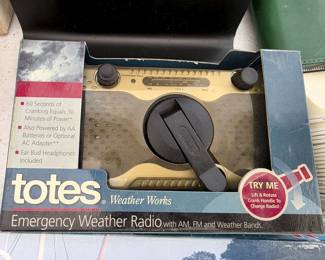 • 60 Seconds of
Cranking Equals
Minutes of Power*
• Also Powered by AA
Batteries or Optional
AC Adapter**
• Ear Bud Headphones
Included
TRY ME
Lift & Rotate
Crank Handle To
Charge Radio!
totes® Weather Works
Emergency Weather Radio with AM, FM and Weather Bands